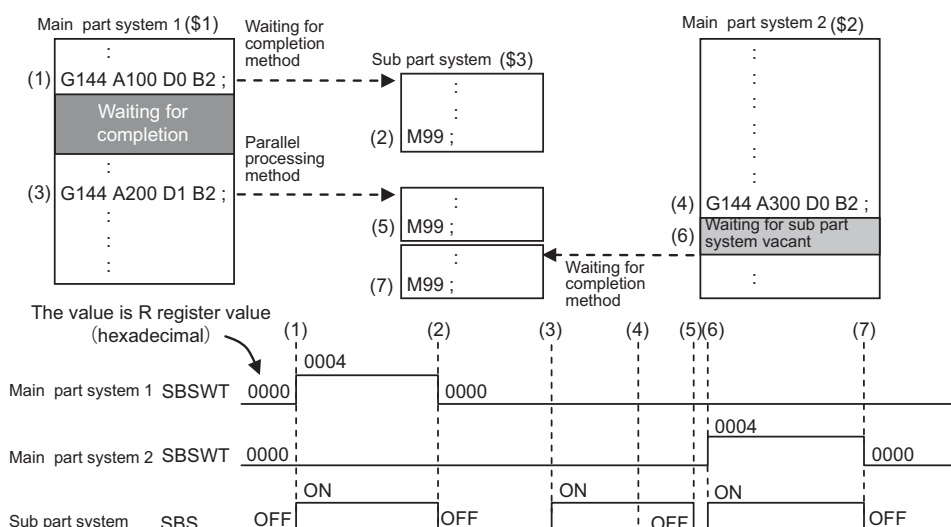 Main part system 1 ($1)
Waiting for
completion
method
Sub part system ($3)
Main part system 2 ($2)
:
(1) G144 A100 D0 B2 ;
Waiting for
completion
:
:
(2) M99 ;
Parallel
processing
method
:
(3) G144 A200 D1 B2 ;
:
:
:
:
(5) M99 ;
:
(7) M99 ;
:
:
:
:
:
(4) G144 A300 D0 B2 ;
(6) Waiting for sub part
system vacant
Waiting for
completion
method
:
The value is R register value
(hexadecimal)
(1) (2) (3) (4) (5)(6) (7)
0004
Main part system 1 SBSWT 0000 0000
0004
Main part system 2 SBSWT 0000 0000
ON ON ON
Sub part system SBS OFF OFF OFF OFF